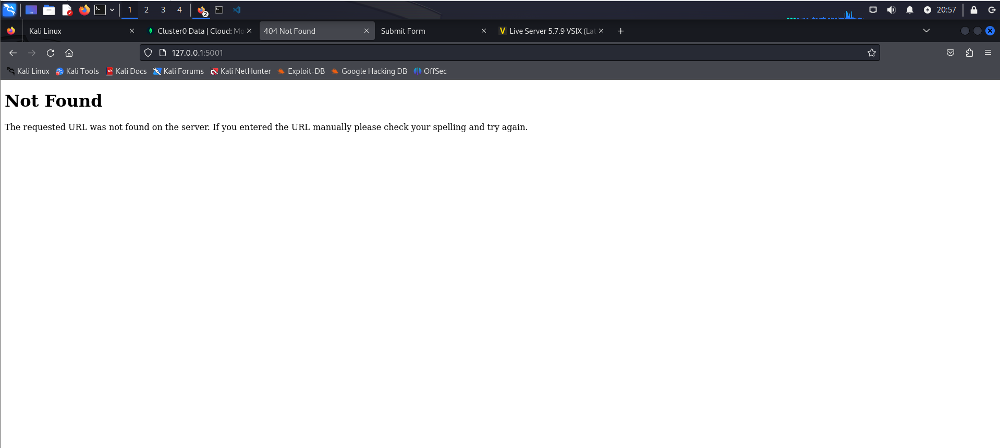 1 2 3 4 2 20:57
Kali Linux Cluster0 Data | Cloud: Mo 404 Not Found Submit Form Live Server 5.7.9 VSIX (Lat
127.0.0.1:5001
Kali Linux Kali Tools Kali Docs Kali Forums Kali NetHunter Exploit-DB Google Hacking DB OffSec
Not Found
The requested URL was not found on the server. If you entered the URL manually please check your spelling and try again.